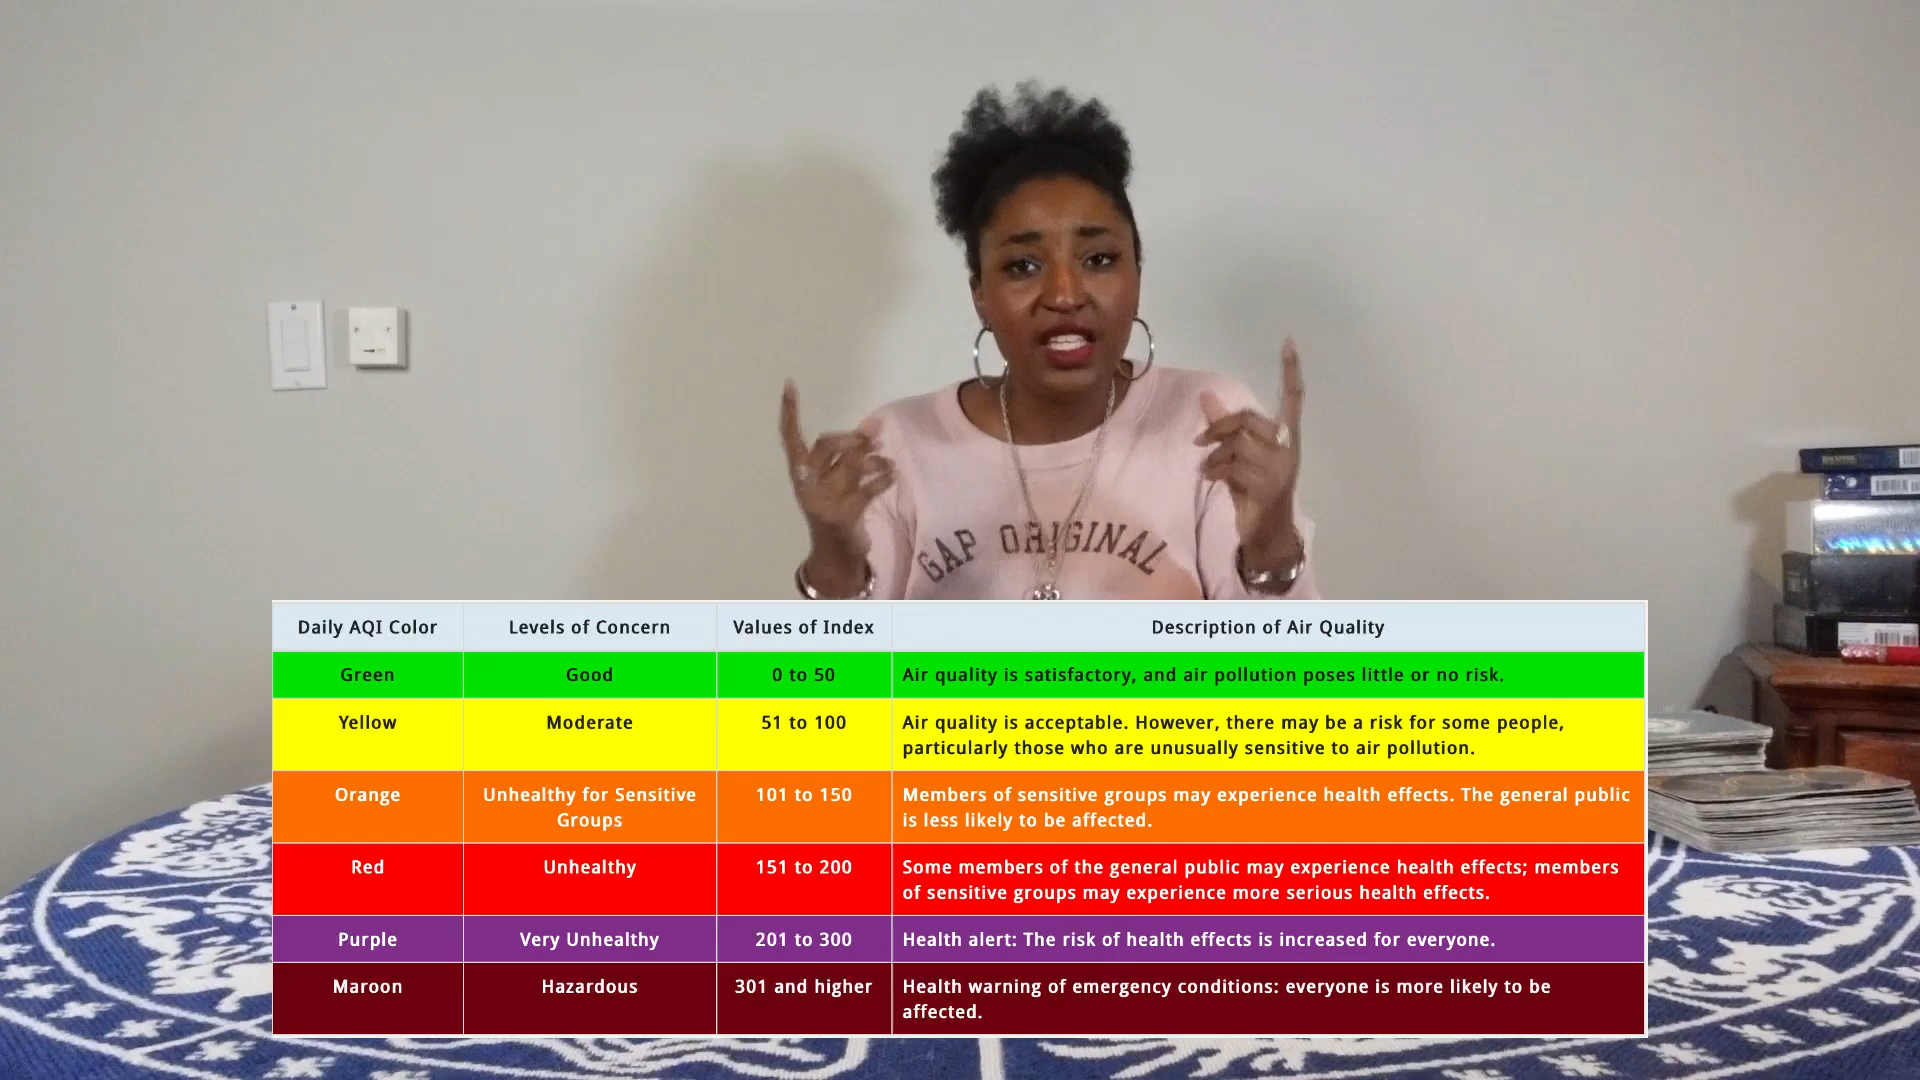 GAP ORIGINAL
Daily AQI Color Levels of Concern Values of Index Description of Air Quality
Green Good 0 to 50 Air quality is satisfactory, and air pollution poses little or no risk.
Yellow Moderate 51 to 100 Air quality is acceptable. However, there may be a risk for some people,
particularly those who are unusually sensitive to air pollution.
Orange Unhealthy for Sensitive 101 to 150 Members of sensitive groups may experience health effects. The general public
Groups is less likely to be affected.
Red Unhealthy 151 to 200 Some members of the general public may experience health effects; members
of sensitive groups may experience more serious health effects.
Purple Very Unhealthy 201 to 300 Health alert: The risk of health effects is increased for everyone.
Maroon Hazardous 301 and higher Health warning of emergency conditions: everyone is more likely to be
affected.